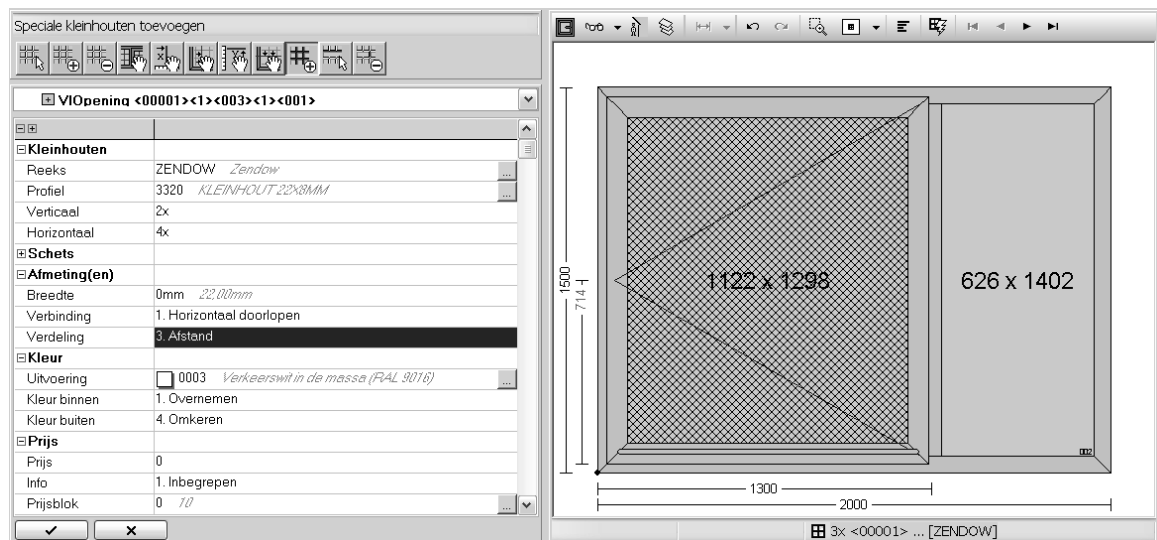 Speciale kleinhouten toevoegen
VIOpening <00001><1><003><1><001>
Kleinhouten
Reeks ZENDOW Zendow ...
Profiel 3320 KLEINHOUT 22X8MM ...
Verticaal 2x
Horizontaal 4x
Schets
Afmeting(en)
Breedte 0mm 22,00mm
Verbinding 1. Horizontaal doorlopen
Verdeling 3. Afstand
Kleur
Uitvoering 0003 Verkeerswit in de massa (RAL 9016) ...
Kleur binnen 1. Overnemen
Kleur buiten 4. Omkeren
Prijs
Prijs 0
Info 1. Inbegrepen
Prijsblok 0 10 ...
1500
714
1122 x 1298
626 x 1402
002
1300
2000
3x <00001> ... [ZENDOW]